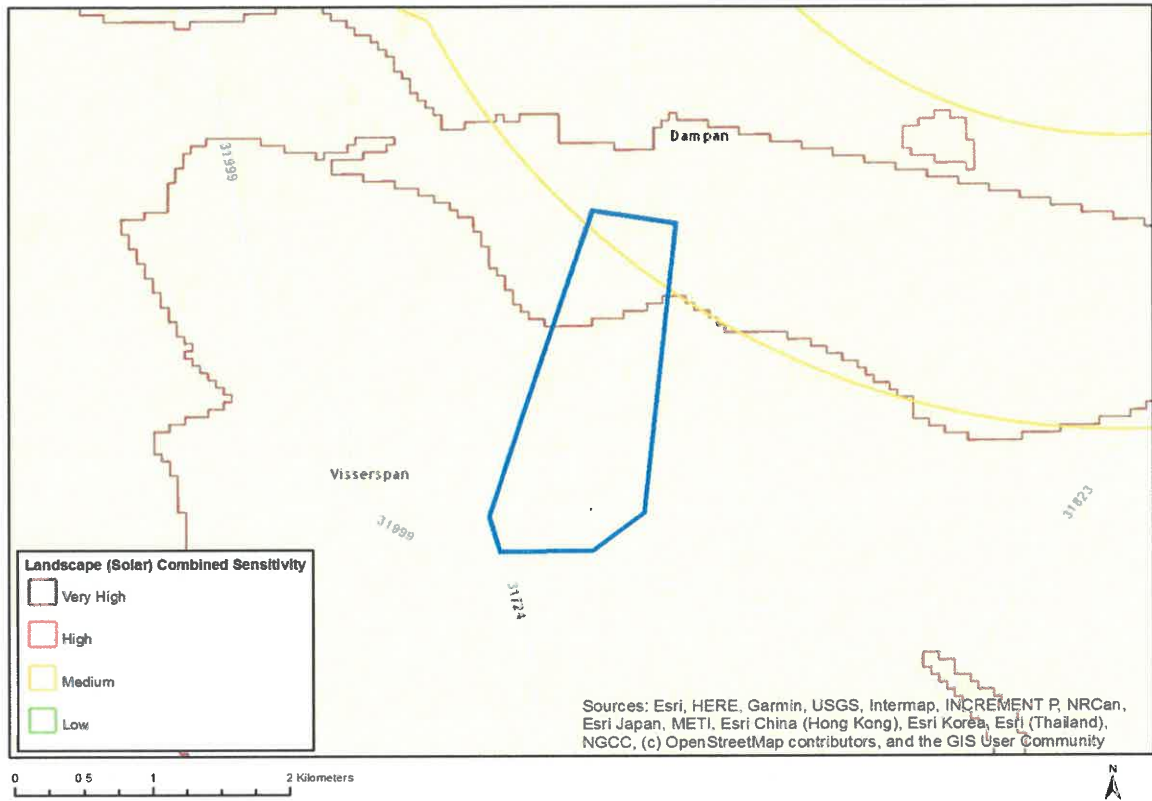 Dampan
31999
Visserspan
31999
31823
31724
Landscape (Solar) Combined Sensitivity
Very High
High
Medium
Low
Sources: Esri, HERE, Garmin, USGS, Intermap, INCREMENT P, NRCan,
Esri Japan, METI, Esri China (Hong Kong), Esri Korea, Esri (Thailand),
NGCC, (c) OpenStreetMap contributors, and the GIS User Community
0 0.5 1 2 Kilometers
N